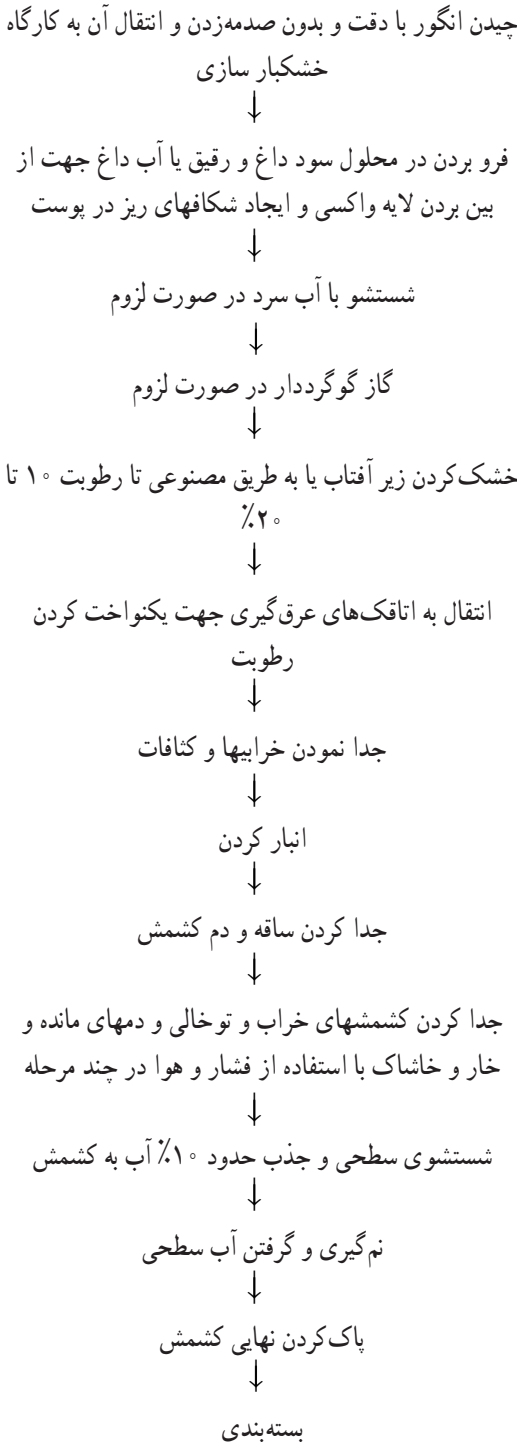 چیدن انگور با دقت و بدون صدمه‌زدن و انتقال آن به کارگاه
خشکبار سازی
↓
فرو بردن در محلول سود داغ و رقیق یا آب داغ جهت از
بین بردن لایه واکسی و ایجاد شکافهای ریز در پوست
↓
شستشو با آب سرد در صورت لزوم
↓
گاز گوگرددار در صورت لزوم
↓
خشک‌کردن زیر آفتاب یا به طریق مصنوعی تا رطوبت ۱۰ تا
۲۰٪
↓
انتقال به اتاقک‌های عرق‌گیری جهت یکنواخت کردن
رطوبت
↓
جدا نمودن خرابیها و کثافات
↓
انبار کردن
↓
جدا کردن ساقه و دم کشمش
↓
جدا کردن کشمشهای خراب و توخالی و دمهای مانده و
خار و خاشاک با استفاده از فشار و هوا در چند مرحله
↓
شستشوی سطحی و جذب حدود ۱۰٪ آب به کشمش
↓
نم‌گیری و گرفتن آب سطحی
↓
پاک‌کردن نهایی کشمش
↓
بسته‌بندی